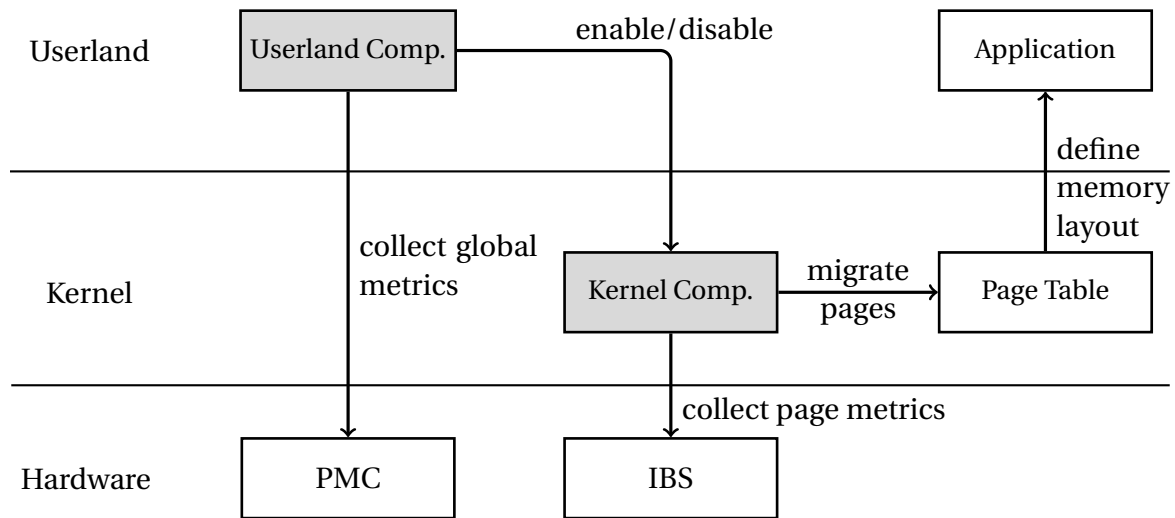 enable/disable
Userland
Userland Comp.
Application
define
memory
layout
collect global
metrics
Kernel
Kernel Comp.
migrate
pages
Page Table
collect page metrics
Hardware
PMC
IBS